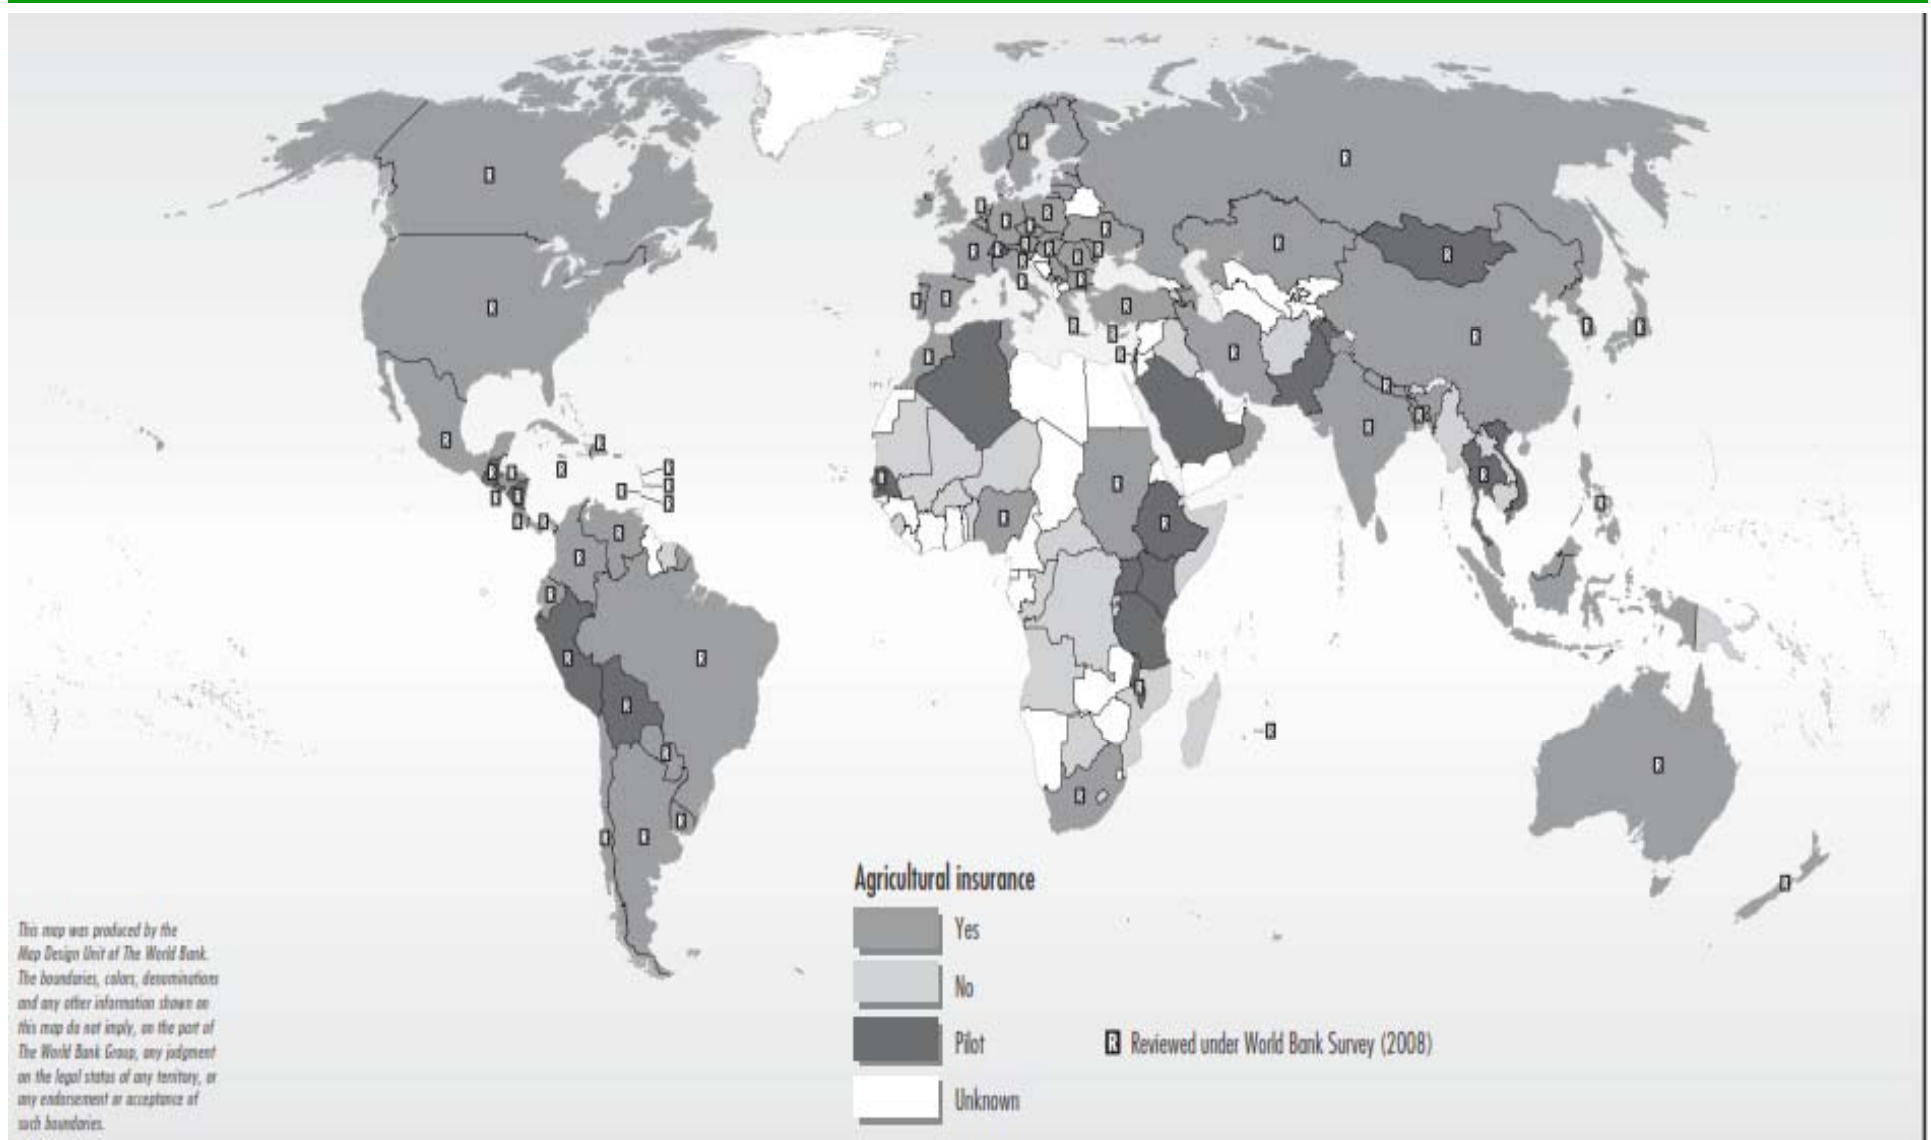 Agricultural insurance
Yes
No
Pilot
Unknown
R Reviewed under World Bank Survey (2008)
This map was produced by the
Map Design Unit of The World Bank.
The boundaries, colors, denominations
and any other information shown on
this map do not imply, on the part of
The World Bank Group, any judgment
on the legal status of any territory, or
any endorsement or acceptance of
such boundaries.